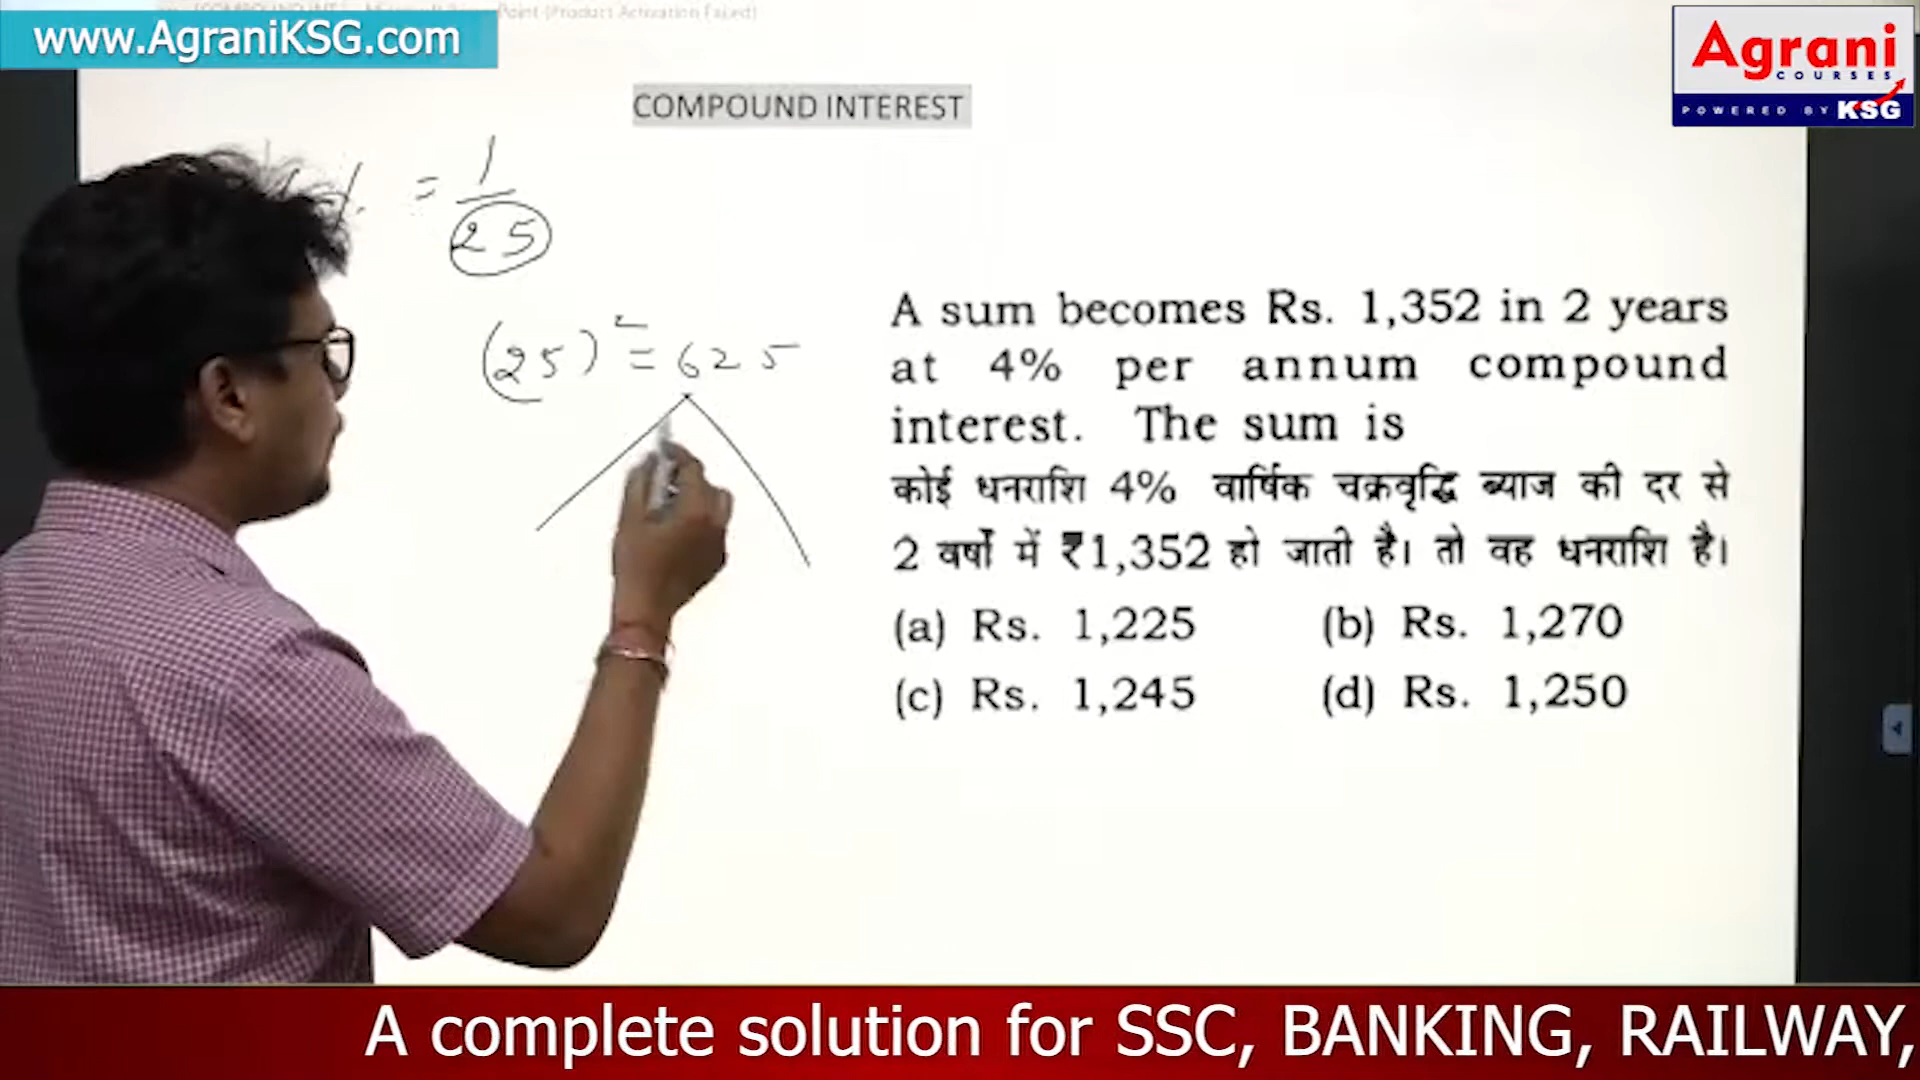 (Product Activation Failed)
www.AgraniKSG.com
Agrani
COURSES
POWERED BY KSG
COMPOUND INTEREST
% = 1
25
(25)² = 625
A sum becomes Rs. 1,352 in 2 years
at 4% per annum compound
interest. The sum is
कोई धनराशि 4% वार्षिक चक्रवृद्धि ब्याज की दर से
2 वर्षों में ₹1,352 हो जाती है। तो वह धनराशि है।
(a) Rs. 1,225 (b) Rs. 1,270
(c) Rs. 1,245 (d) Rs. 1,250
A complete solution for SSC, BANKING, RAILWAY,